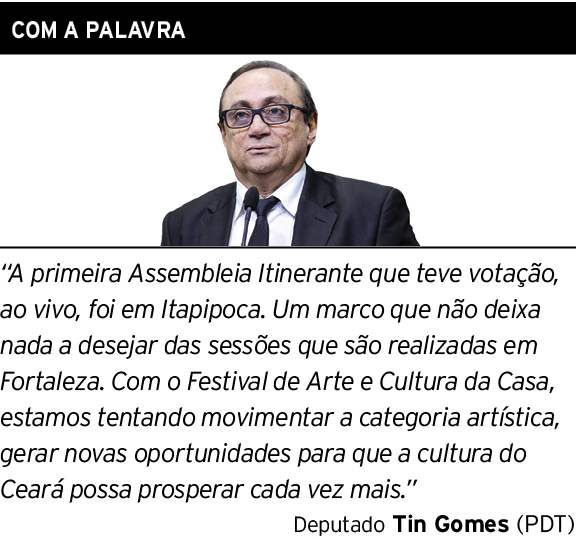 COM A PALAVRA
“A primeira Assembleia Itinerante que teve votação,
ao vivo, foi em Itapipoca. Um marco que não deixa
nada a desejar das sessões que são realizadas em
Fortaleza. Com o Festival de Arte e Cultura da Casa,
estamos tentando movimentar a categoria artística,
gerar novas oportunidades para que a cultura do
Ceará possa prosperar cada vez mais.”
Deputado Tin Gomes (PDT)